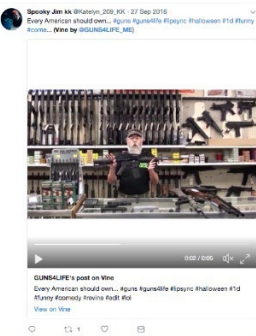 Spooky Jim kk @Katelyn_209_KK · 27 Sep 2016
Every American should own... #guns #guns4life #lipsync #halloween #1d #funny
#come... (Vine by @GUNS4LIFE_ME)
0:02 / 0:05
GUNS4LIFE's post on Vine
Every American should own... #guns #guns4life #lipsync #halloween #1d
#funny #comedy #revine #edit #lol
View on Vine
1